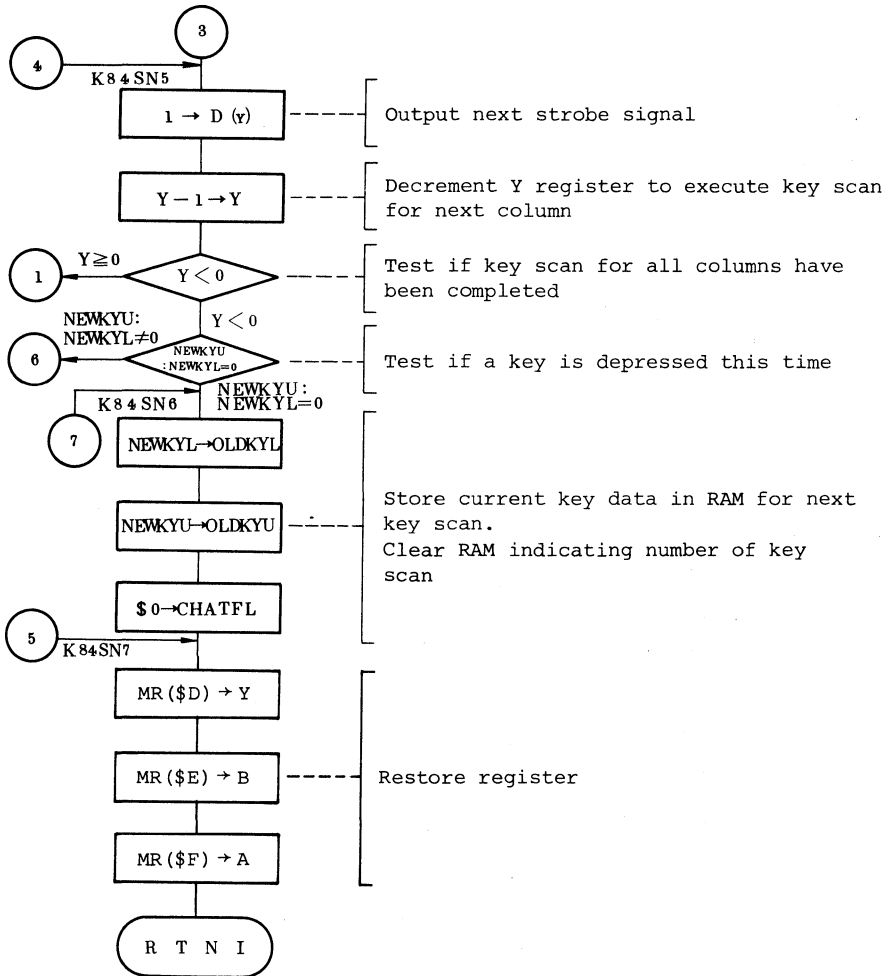 3
4
K84SN5
1 → D (Y)
Output next strobe signal
Y − 1 → Y
Decrement Y register to execute key scan
for next column
Y≧0
1
Y < 0
Test if key scan for all columns have
been completed
Y < 0
NEWKYU:
NEWKYL≠0
6
NEWKYU
:NEWKYL=0
Test if a key is depressed this time
NEWKYU:
NEWKYL=0
K84SN6
7
NEWKYL→OLDKYL
NEWKYU→OLDKYU
Store current key data in RAM for next
key scan.
Clear RAM indicating number of key
scan
$0→CHATFL
5
K84SN7
MR($D) → Y
MR($E) → B
Restore register
MR($F) → A
R T N I